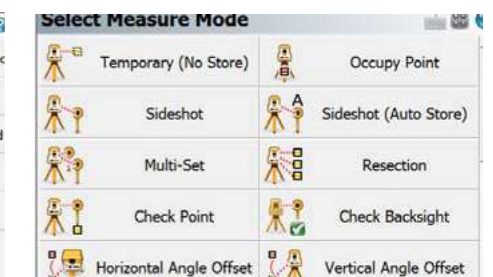 Select Measure Mode
Temporary (No Store)
Occupy Point
Sideshot
A
Sideshot (Auto Store)
Multi-Set
Resection
Check Point
Check Backsight
Horizontal Angle Offset
Vertical Angle Offset